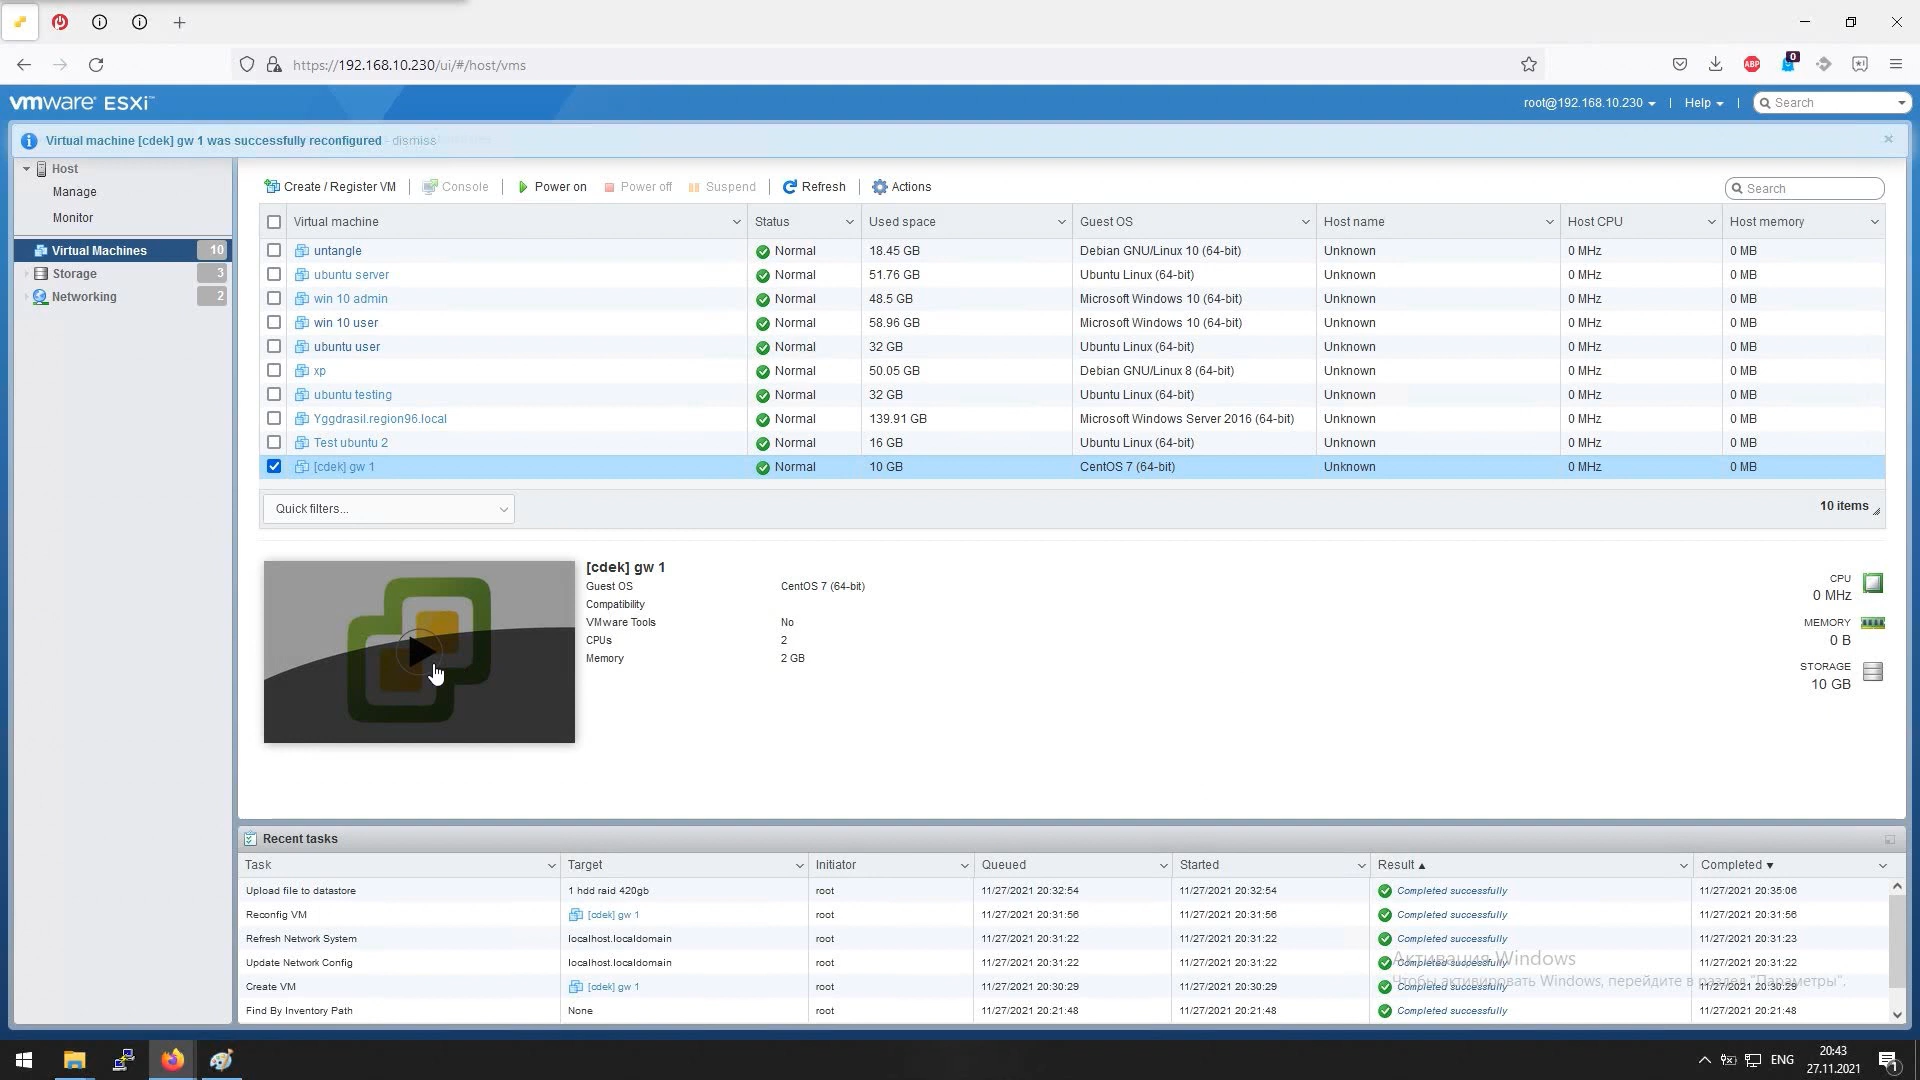 https://192.168.10.230/ui/#/host/vms
ABP
0
vmware ESXi™
root@192.168.10.230 | Help | Search
Virtual machine [cdek] gw 1 was successfully reconfigured - dismiss
Host
Manage
Monitor
Virtual Machines 10
Storage 3
Networking 2
Create / Register VM | Console | Power on Power off Suspend | Refresh | Actions
Search
Virtual machine Status Used space Guest OS Host name Host CPU Host memory
untangle Normal 18.45 GB Debian GNU/Linux 10 (64-bit) Unknown 0 MHz 0 MB
ubuntu server Normal 51.76 GB Ubuntu Linux (64-bit) Unknown 0 MHz 0 MB
win 10 admin Normal 48.5 GB Microsoft Windows 10 (64-bit) Unknown 0 MHz 0 MB
win 10 user Normal 58.96 GB Microsoft Windows 10 (64-bit) Unknown 0 MHz 0 MB
ubuntu user Normal 32 GB Ubuntu Linux (64-bit) Unknown 0 MHz 0 MB
xp Normal 50.05 GB Debian GNU/Linux 8 (64-bit) Unknown 0 MHz 0 MB
ubuntu testing Normal 32 GB Ubuntu Linux (64-bit) Unknown 0 MHz 0 MB
Yggdrasil.region96.local Normal 139.91 GB Microsoft Windows Server 2016 (64-bit) Unknown 0 MHz 0 MB
Test ubuntu 2 Normal 16 GB Ubuntu Linux (64-bit) Unknown 0 MHz 0 MB
[cdek] gw 1 Normal 10 GB CentOS 7 (64-bit) Unknown 0 MHz 0 MB
Quick filters...
10 items
[cdek] gw 1
Guest OS CentOS 7 (64-bit)
Compatibility
VMware Tools No
CPUs 2
Memory 2 GB
CPU
0 MHz
MEMORY
0 B
STORAGE
10 GB
Recent tasks
Task Target Initiator Queued Started Result Completed
Upload file to datastore 1 hdd raid 420gb root 11/27/2021 20:32:54 11/27/2021 20:32:54 Completed successfully 11/27/2021 20:35:06
Reconfig VM [cdek] gw 1 root 11/27/2021 20:31:56 11/27/2021 20:31:56 Completed successfully 11/27/2021 20:31:56
Refresh Network System localhost.localdomain root 11/27/2021 20:31:22 11/27/2021 20:31:22 Completed successfully 11/27/2021 20:31:23
Update Network Config localhost.localdomain root 11/27/2021 20:31:22 11/27/2021 20:31:22 Completed successfully 11/27/2021 20:31:22
Create VM [cdek] gw 1 root 11/27/2021 20:30:29 11/27/2021 20:30:29 Completed successfully 11/27/2021 20:30:29
Find By Inventory Path None root 11/27/2021 20:21:48 11/27/2021 20:21:48 Completed successfully 11/27/2021 20:21:48
Активация Windows
Чтобы активировать Windows, перейдите в раздел "Параметры".
ENG
20:43
27.11.2021
1